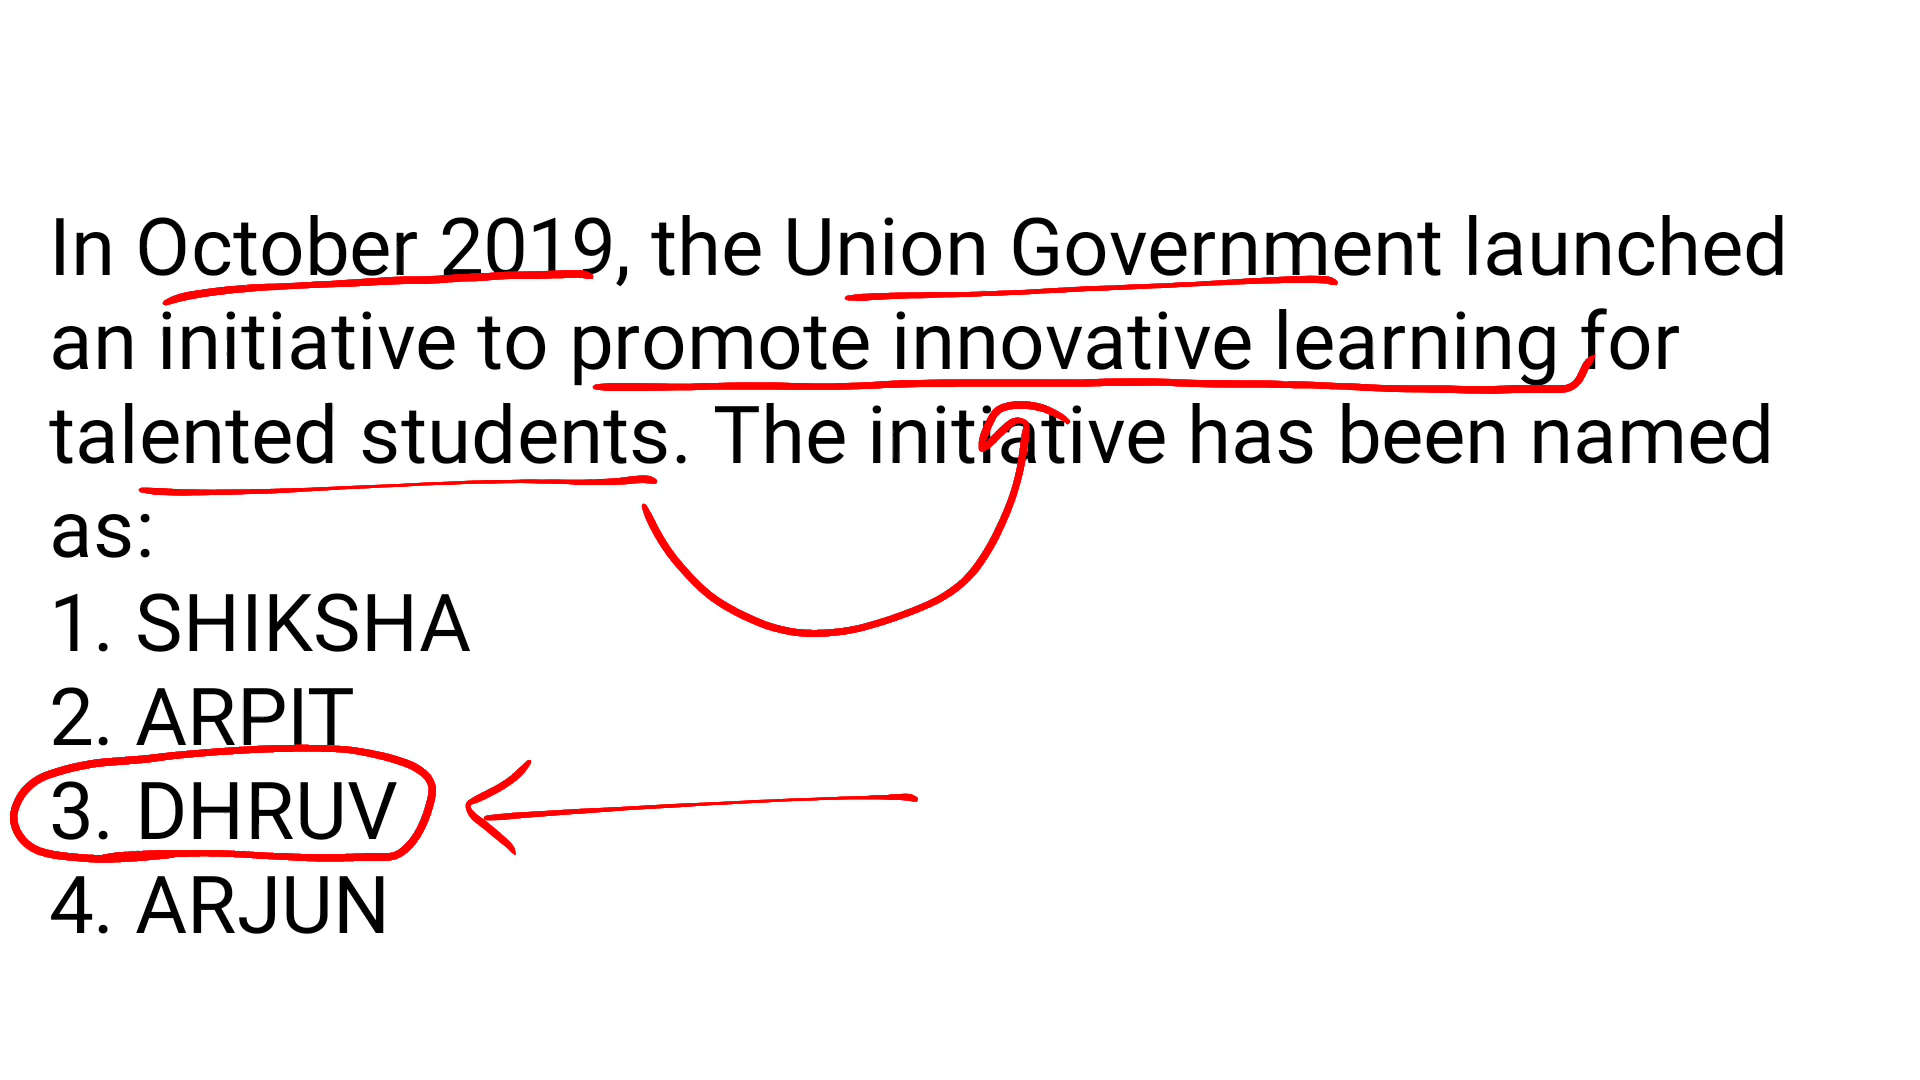 In October 2019, the Union Government launched
an initiative to promote innovative learning for
talented students. The initiative has been named
as:
1. SHIKSHA
2. ARPIT
3. DHRUV
4. ARJUN